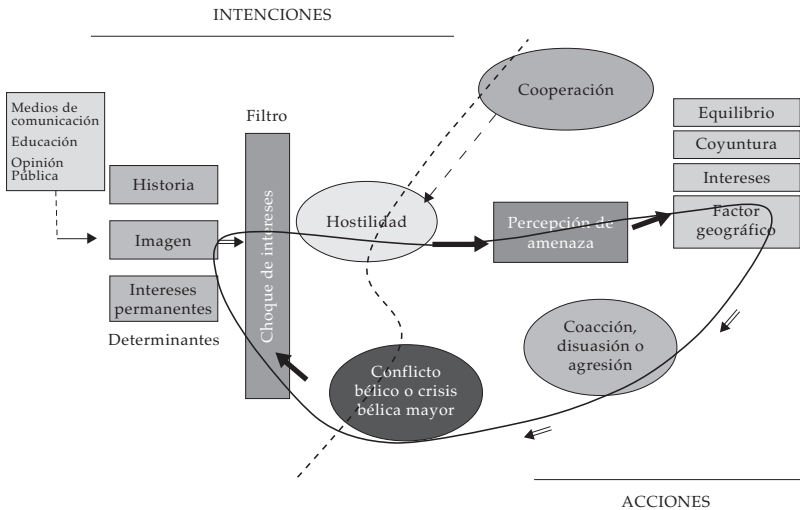 INTENCIONES
Medios de
comunicación
Educación
Opinión
Pública
Historia
Imagen
Intereses
permanentes
Determinantes
Filtro
Choque de intereses
Hostilidad
Cooperación
Percepción de
amenaza
Equilibrio
Coyuntura
Intereses
Factor
geográfico
Coacción,
disuasión o
agresión
Conflicto
bélico o crisis
bélica mayor
ACCIONES